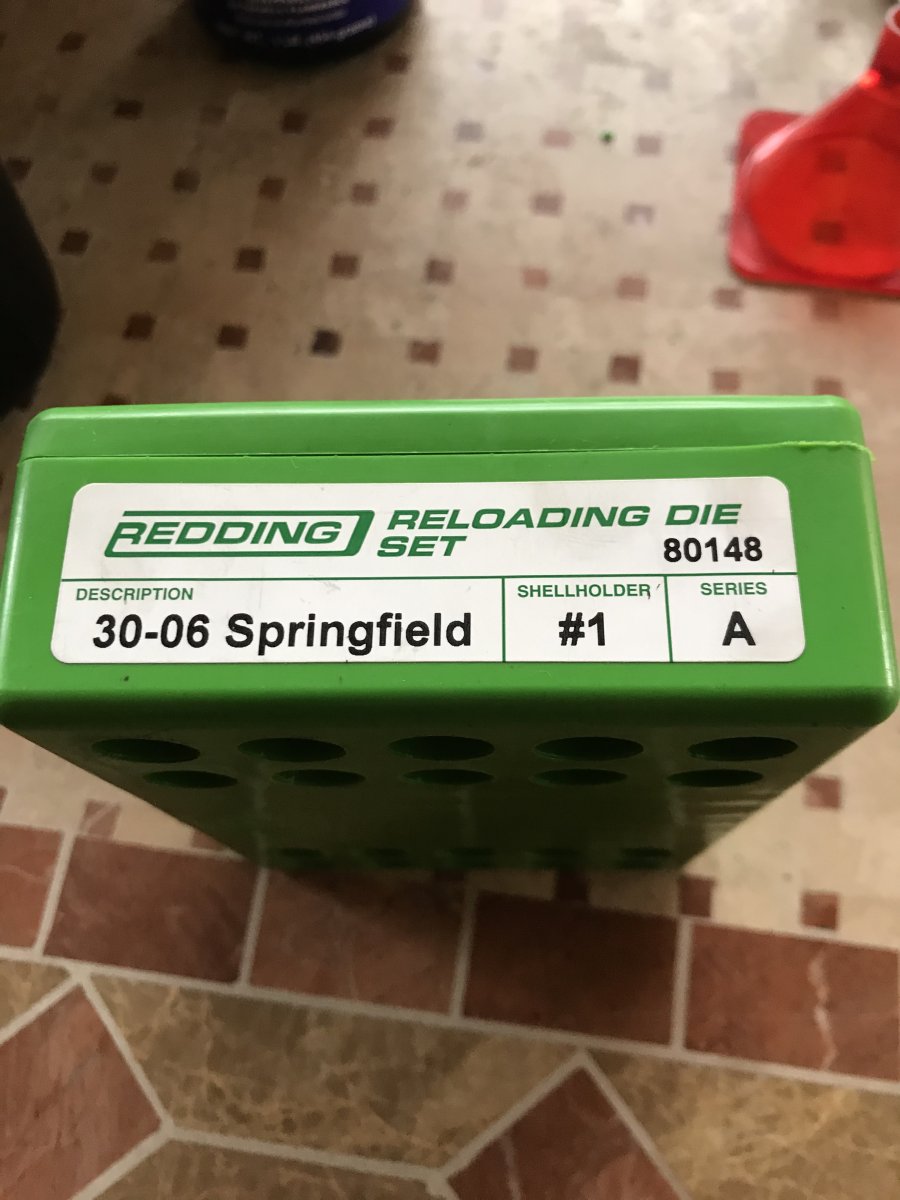 REDDING RELOADING DIE
SET 80148
DESCRIPTION SHELLHOLDER SERIES
30-06 Springfield #1 A